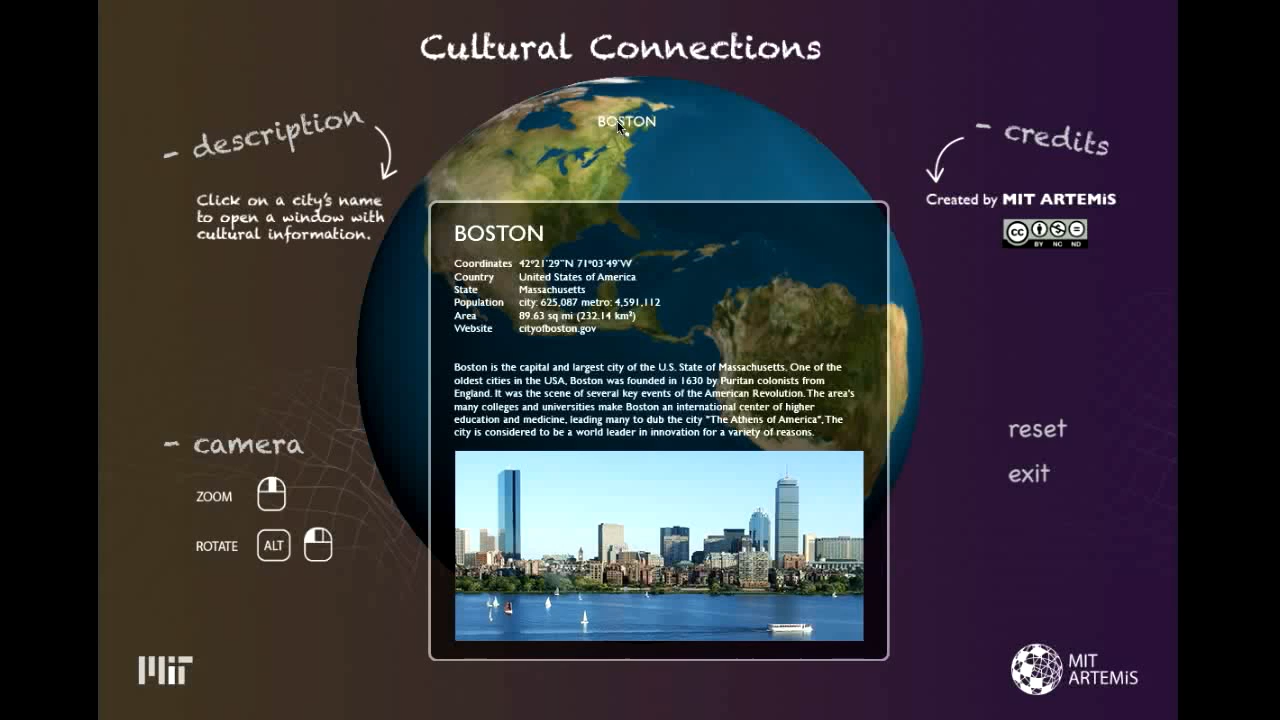 Cultural Connections
- description
Click on a city's name
to open a window with
cultural information.
BOSTON
- credits
Created by MIT ARTEMiS
cc BY NC ND
BOSTON
Coordinates 42°21'29"N 71°03'49'W
Country United States of America
State Massachusetts
Population city: 625,087 metro: 4,591,112
Area 89.63 sq mi (232.14 km²)
Website cityofboston.gov
Boston is the capital and largest city of the U.S. State of Massachusetts. One of the
oldest cities in the USA, Boston was founded in 1630 by Puritan colonists from
England. It was the scene of several key events of the American Revolution. The area's
many colleges and universities make Boston an international center of higher
education and medicine, leading many to dub the city "The Athens of America". The
city is considered to be a world leader in innovation for a variety of reasons.
- camera
ZOOM
ROTATE ALT
reset
exit
MIT
MIT
ARTEMiS